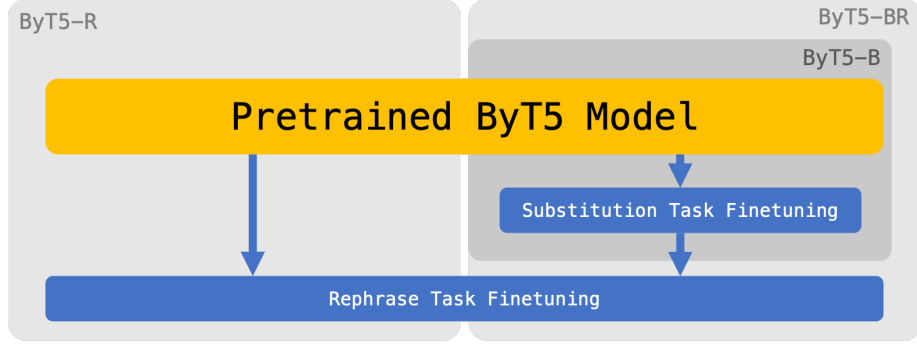 ByT5-R
ByT5-BR
ByT5-B
Pretrained ByT5 Model
Substitution Task Finetuning
Rephrase Task Finetuning